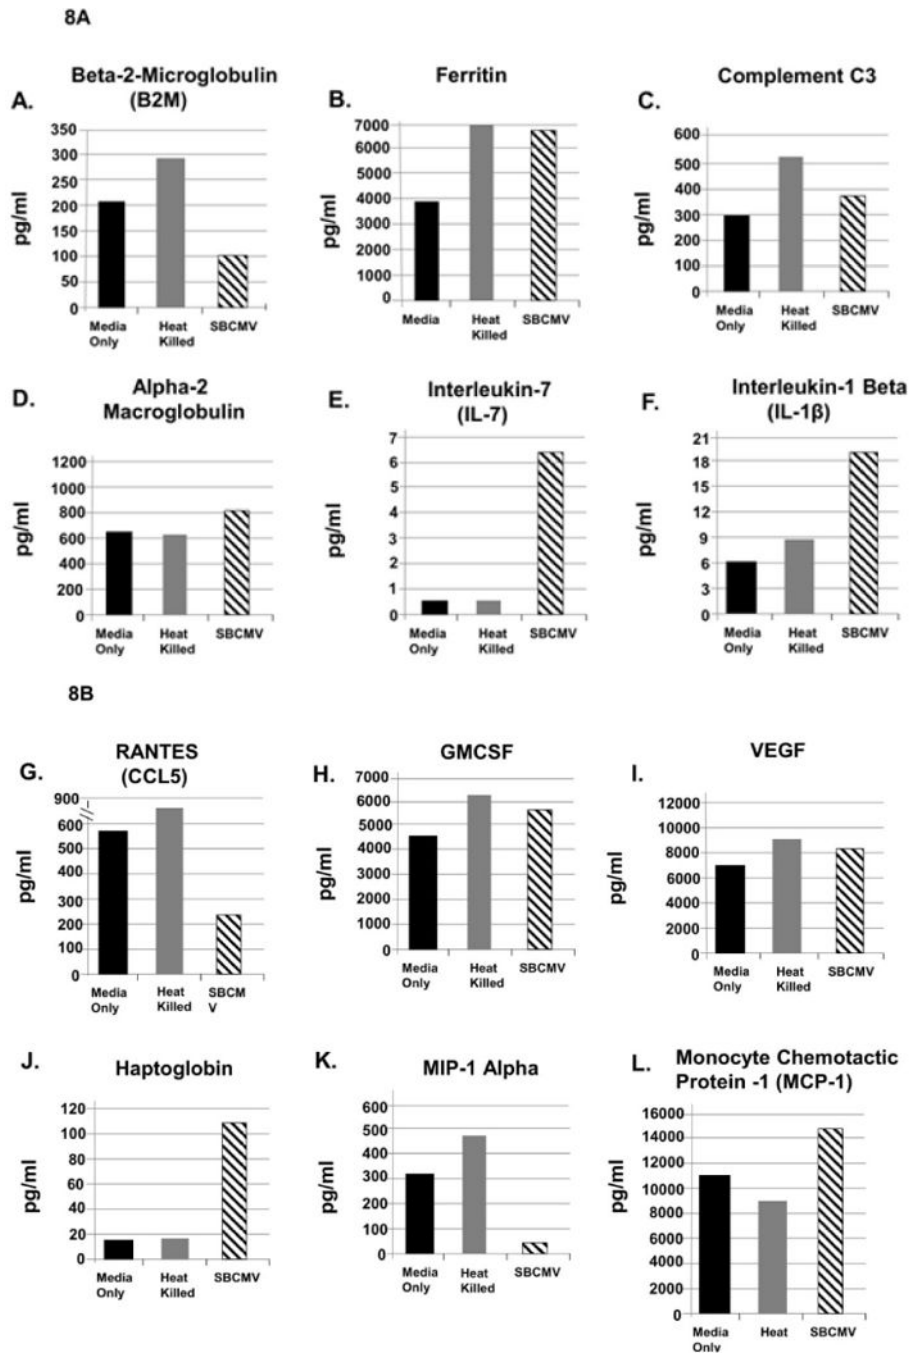 8A
A.
Beta-2-Microglobulin
(B2M)
pg/ml
350
300
250
200
150
100
50
0
Media
Only
Heat
Killed
SBCMV
B.
Ferritin
pg/ml
7000
6000
5000
4000
3000
2000
1000
0
Media
Heat
Killed
SBCMV
C.
Complement C3
pg/ml
600
500
400
300
200
100
0
Media
Only
Heat
Killed
SBCMV
D.
Alpha-2
Macroglobulin
pg/ml
1200
1000
800
600
400
200
0
Media
Only
Heat
Killed
SBCMV
E.
Interleukin-7
(IL-7)
pg/ml
7
6
5
4
3
2
1
0
Media
Only
Heat
Killed
SBCMV
F.
Interleukin-1 Beta
(IL-1β)
pg/ml
21
18
15
12
9
6
3
0
Media
Only
Heat
Killed
SBCMV
8B
G.
RANTES
(CCL5)
pg/ml
900
600
500
400
300
200
100
0
Media
Only
Heat
Killed
SBCM
V
H.
GMCSF
pg/ml
7000
6000
5000
4000
3000
2000
1000
0
Media
Only
Heat
Killed
SBCMV
I.
VEGF
pg/ml
12000
10000
8000
6000
4000
2000
0
Media
Only
Heat
Killed
SBCMV
J.
Haptoglobin
pg/ml
120
100
80
60
40
20
0
Media
Only
Heat
Killed
SBCMV
K.
MIP-1 Alpha
pg/ml
600
500
400
300
200
100
0
Media
Only
Heat
Killed
SBCMV
L.
Monocyte Chemotactic
Protein -1 (MCP-1)
pg/ml
16000
14000
12000
10000
8000
6000
4000
2000
0
Media
Only
Heat
SBCMV